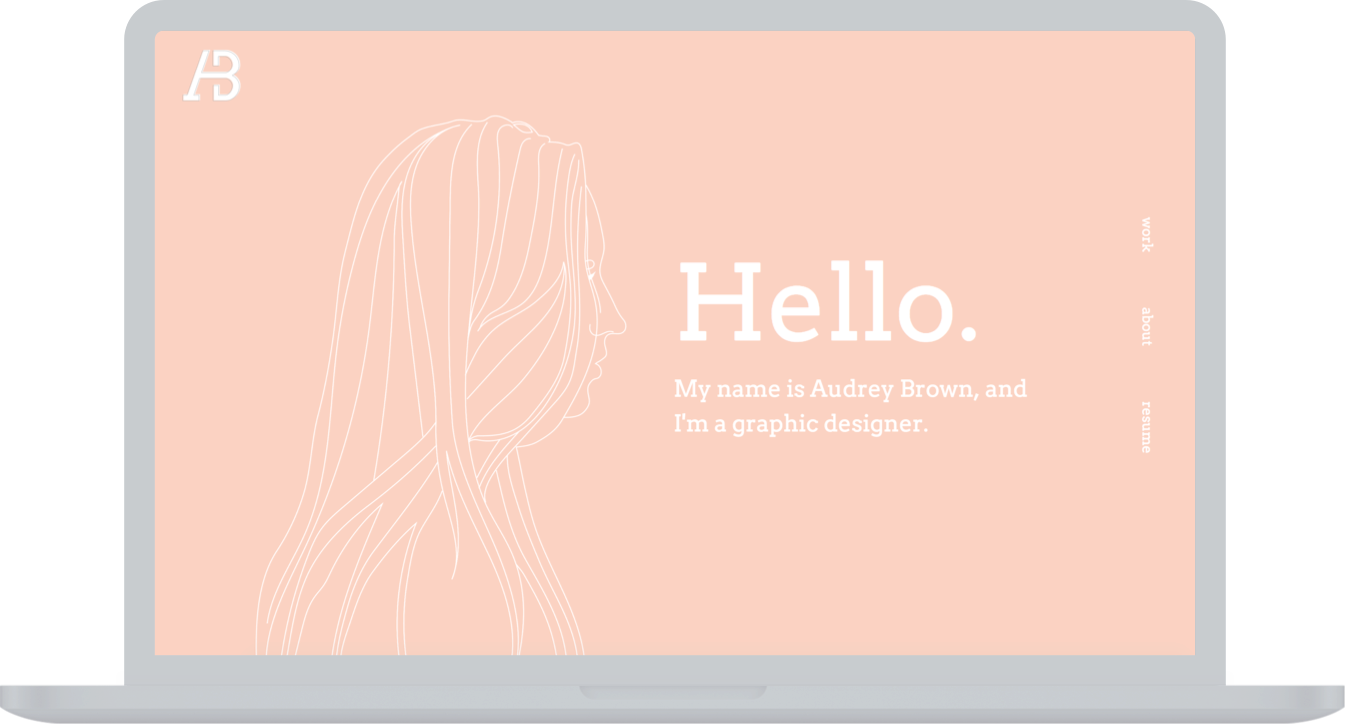 AB
Hello.
My name is Audrey Brown, and
I'm a graphic designer.
work
about
resume